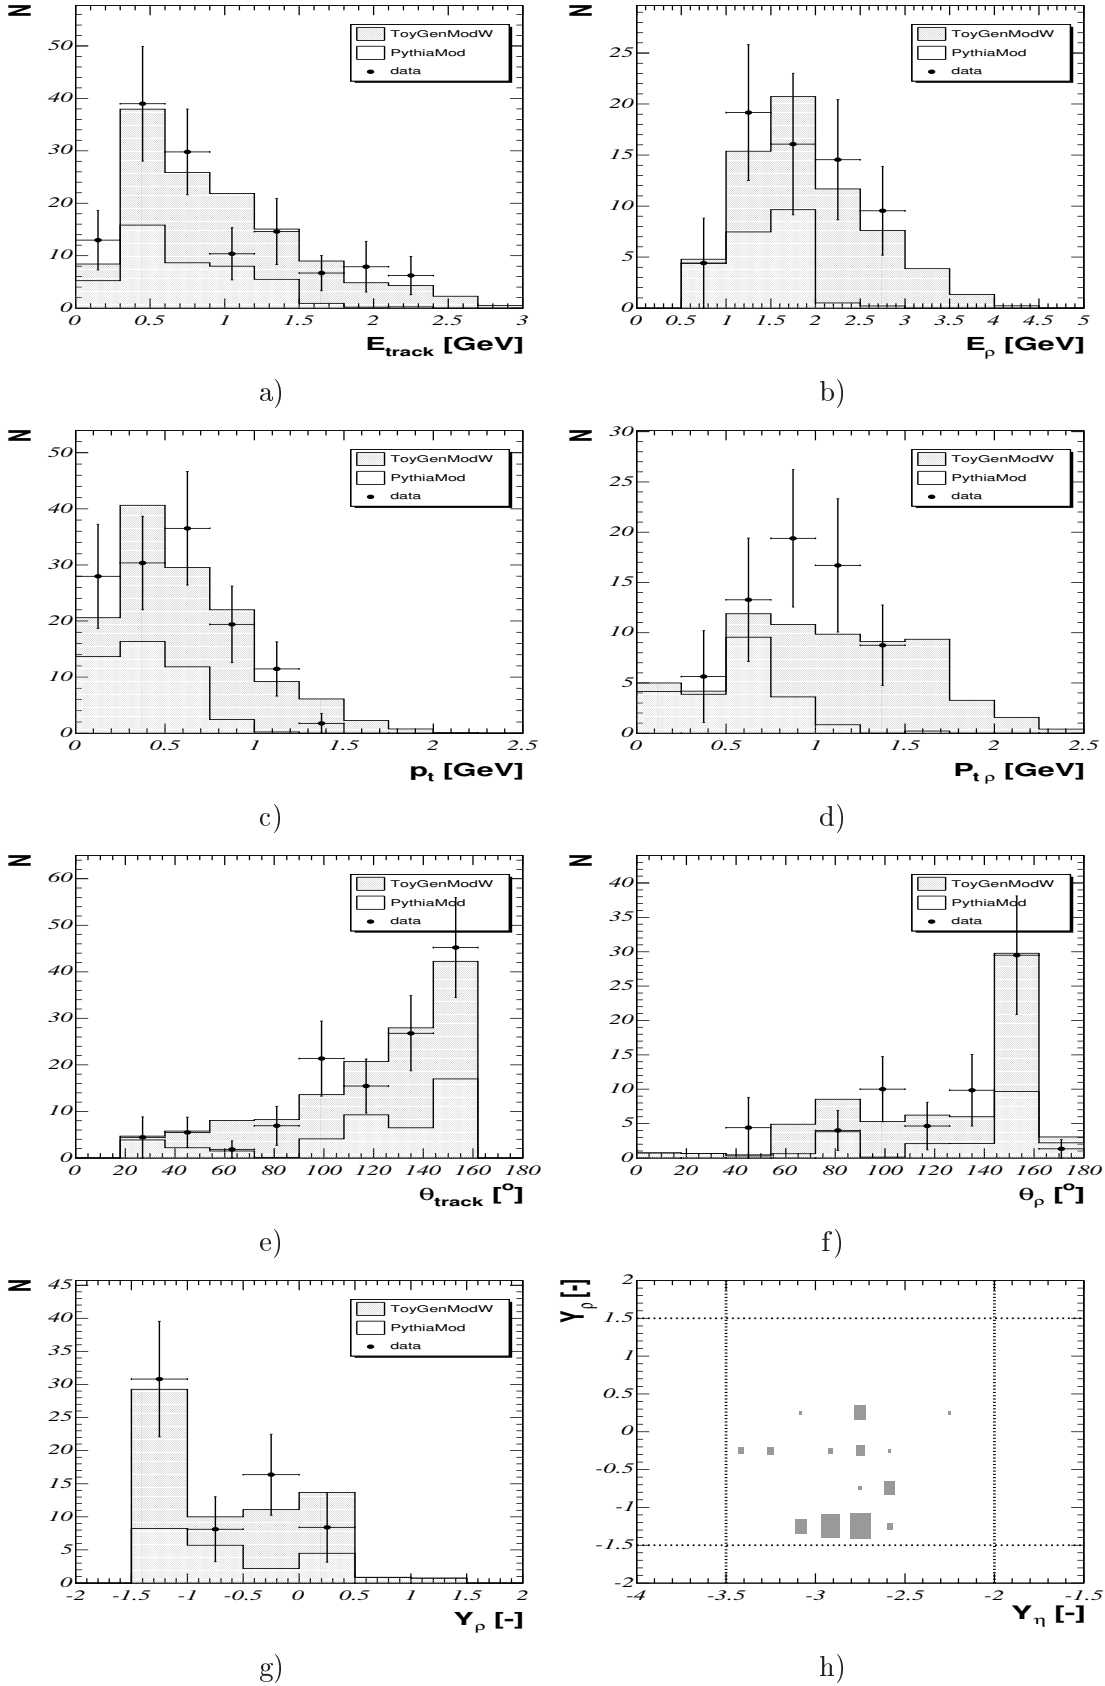 N
ToyGenModW
PythiaMod
data
50
40
30
20
10
0
0 0.5 1 1.5 2 2.5 3
E_track [GeV]
a)
N
ToyGenModW
PythiaMod
data
25
20
15
10
5
0
0 0.5 1 1.5 2 2.5 3 3.5 4 4.5 5
E_ρ [GeV]
b)
N
ToyGenModW
PythiaMod
data
50
40
30
20
10
0
0 0.5 1 1.5 2 2.5
p_t [GeV]
c)
N
ToyGenModW
PythiaMod
data
30
25
20
15
10
5
0
0 0.5 1 1.5 2 2.5
P_t ρ [GeV]
d)
N
ToyGenModW
PythiaMod
data
60
50
40
30
20
10
0
0 20 40 60 80 100 120 140 160 180
Θ_track [°]
e)
N
ToyGenModW
PythiaMod
data
40
35
30
25
20
15
10
5
0
0 20 40 60 80 100 120 140 160 180
Θ_ρ [°]
f)
N
ToyGenModW
PythiaMod
data
45
40
35
30
25
20
15
10
5
0
-2 -1.5 -1 -0.5 0 0.5 1 1.5 2
Y_ρ [-]
g)
Y_ρ [-]
2
1.5
1
0.5
0
-0.5
-1
-1.5
-2
-4 -3.5 -3 -2.5 -2 -1.5
Y_η [-]
h)